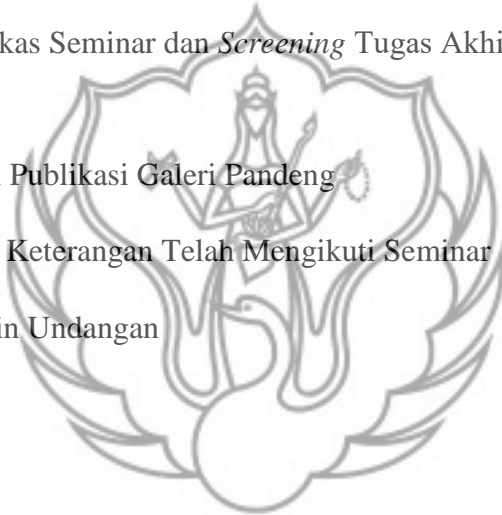 kas Seminar dan Screening Tugas Akhi
Publikasi Galeri Pandeng
Keterangan Telah Mengikuti Seminar
in Undangan